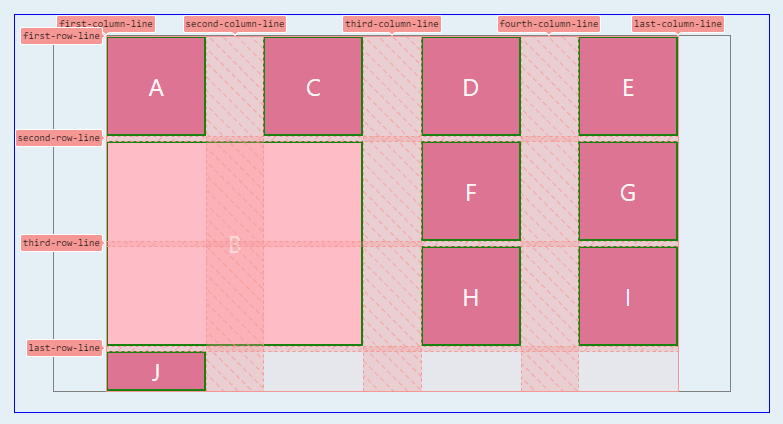 first-column-line second-column-line third-column-line fourth-column-line last-column-line
first-row-line
A C D E
second-row-line
F G
third-row-line
B
H I
last-row-line
J